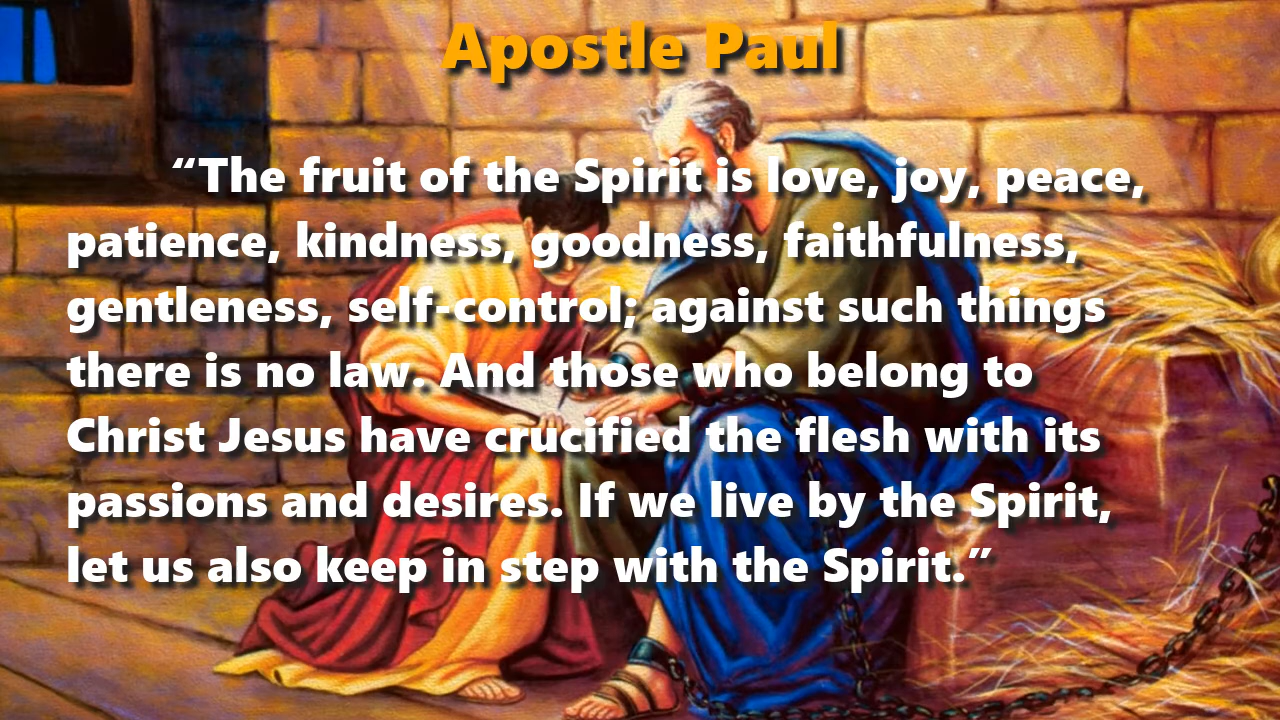 Apostle Paul
“The fruit of the Spirit is love, joy, peace,
patience, kindness, goodness, faithfulness,
gentleness, self-control; against such things
there is no law. And those who belong to
Christ Jesus have crucified the flesh with its
passions and desires. If we live by the Spirit,
let us also keep in step with the Spirit.”